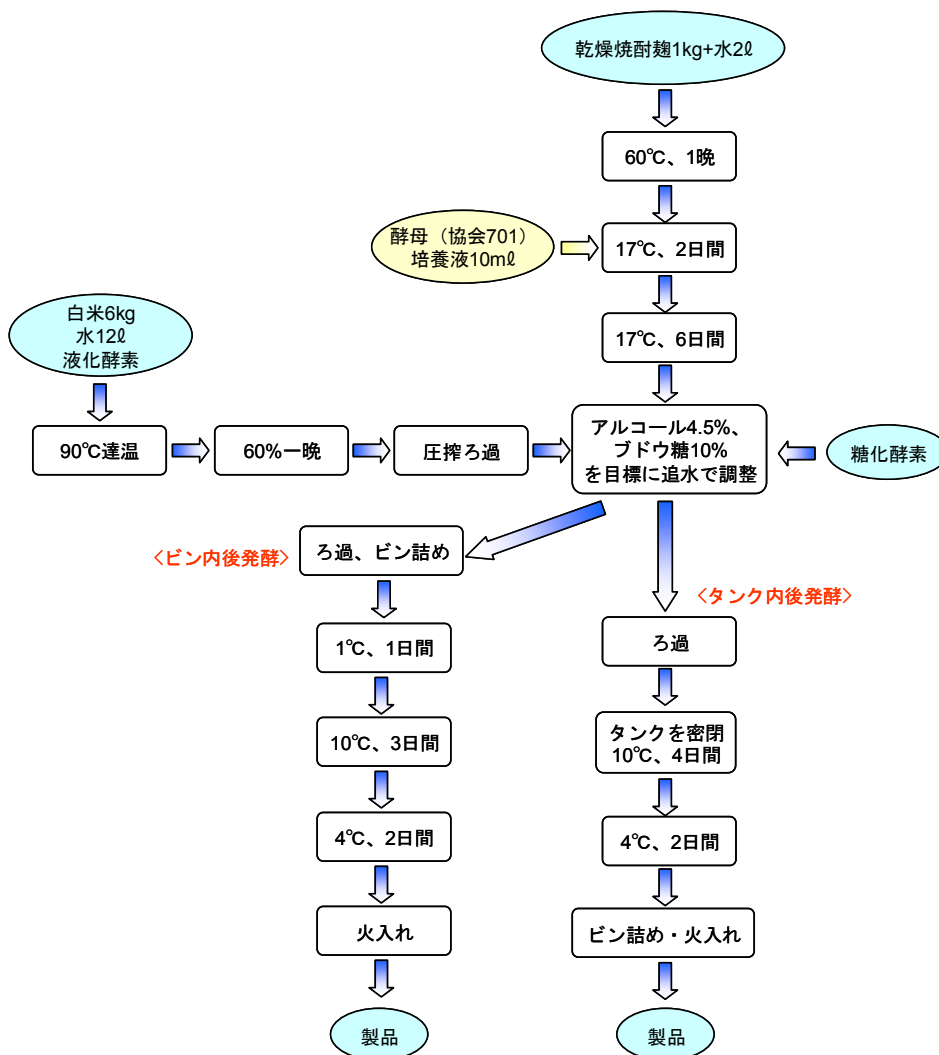 乾燥焼酎麹1kg+水2ℓ
60℃、1晩
酵母（協会701）
培養液10mℓ
17℃、2日間
17℃、6日間
白米6kg
水12ℓ
液化酵素
90℃達温
60%一晩
圧搾ろ過
アルコール4.5%、
ブドウ糖10%
を目標に追水で調整
糖化酵素
<ビン内後発酵>
ろ過、ビン詰め
1℃、1日間
10℃、3日間
4℃、2日間
火入れ
製品
<タンク内後発酵>
ろ過
タンクを密閉
10℃、4日間
4℃、2日間
ビン詰め・火入れ
製品